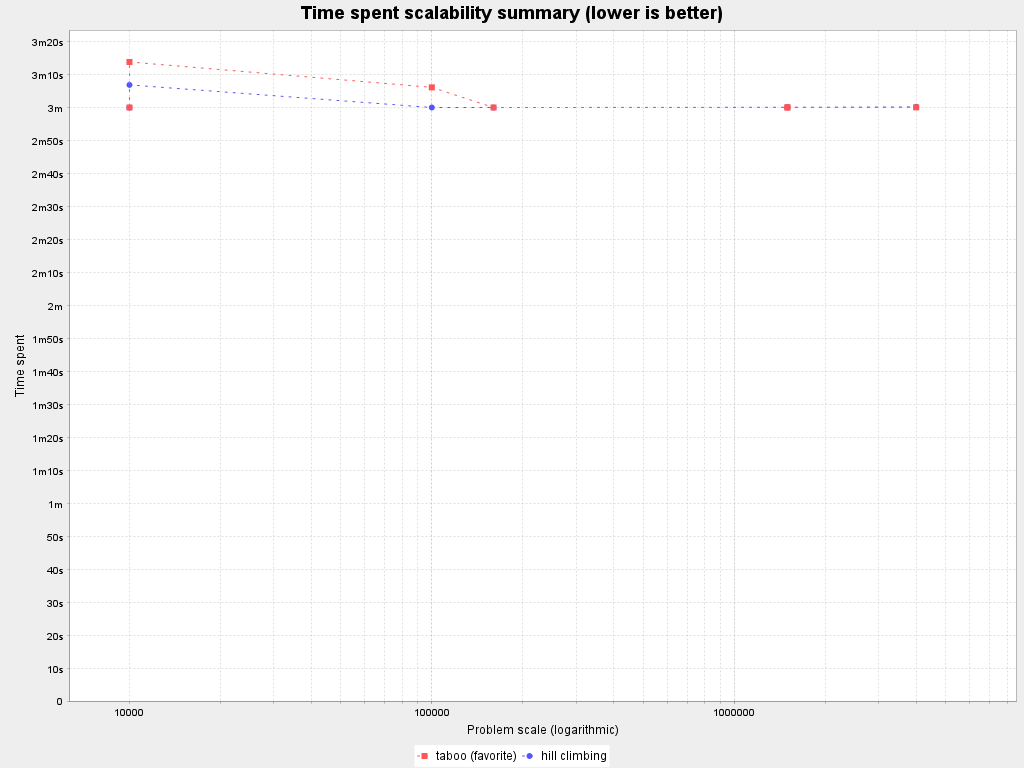 Time spent scalability summary (lower is better)
3m20s
3m10s
3m
2m50s
2m40s
2m30s
2m20s
2m10s
2m
1m50s
1m40s
1m30s
1m20s
1m10s
1m
50s
40s
30s
20s
10s
0
Time spent
10000 100000 1000000
Problem scale (logarithmic)
taboo (favorite) hill climbing